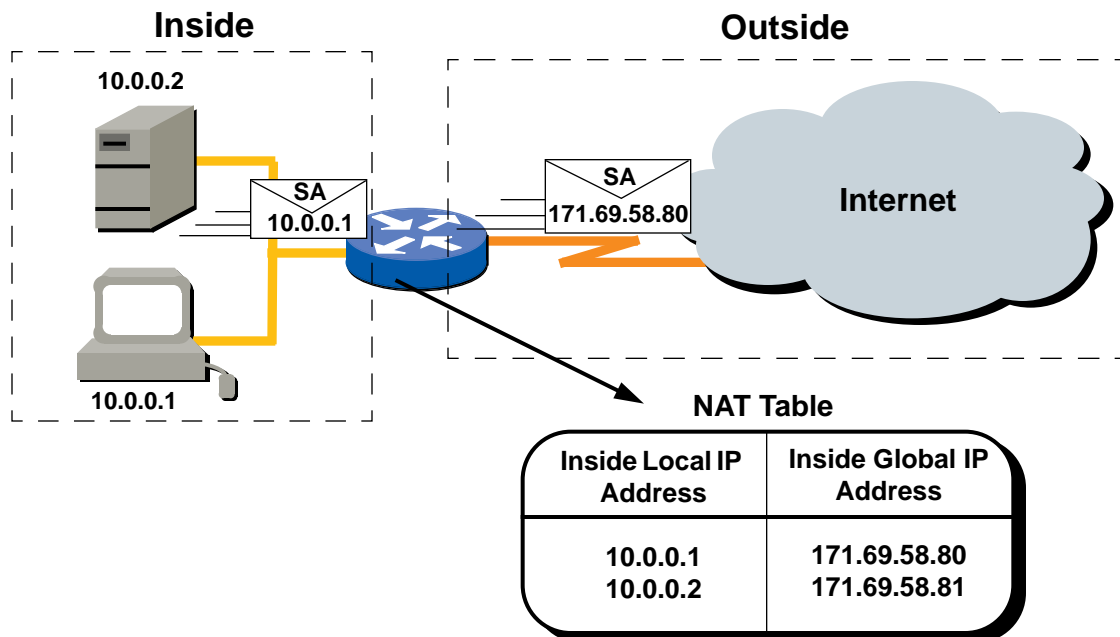 Inside
Outside
10.0.0.2
SA
10.0.0.1
SA
171.69.58.80
Internet
10.0.0.1
NAT Table
Inside Local IP
Address
Inside Global IP
Address
10.0.0.1
171.69.58.80
10.0.0.2
171.69.58.81